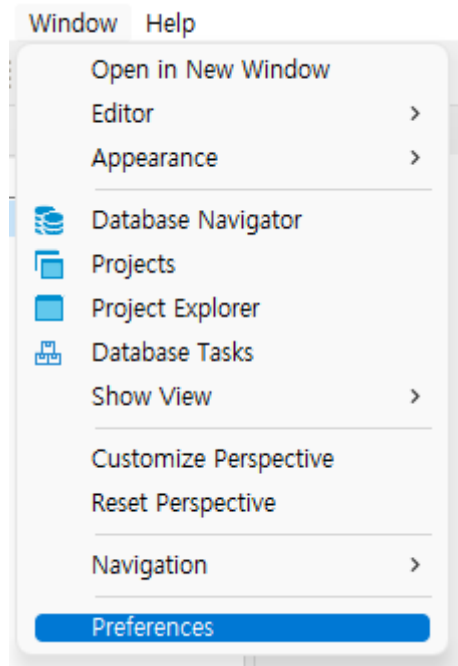 Window Help
Open in New Window
Editor
Appearance
Database Navigator
Projects
Project Explorer
Database Tasks
Show View
Customize Perspective
Reset Perspective
Navigation
Preferences